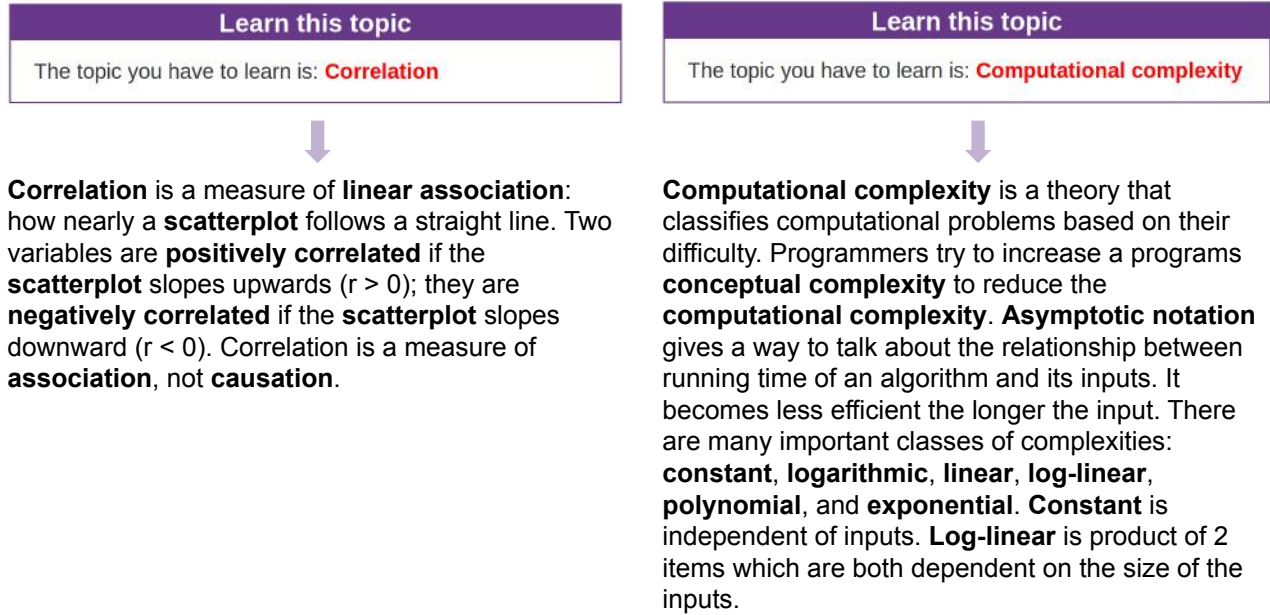 Learn this topic
The topic you have to learn is: Correlation
Correlation is a measure of linear association:
how nearly a scatterplot follows a straight line. Two
variables are positively correlated if the
scatterplot slopes upwards (r > 0); they are
negatively correlated if the scatterplot slopes
downward (r < 0). Correlation is a measure of
association, not causation.
Learn this topic
The topic you have to learn is: Computational complexity
Computational complexity is a theory that
classifies computational problems based on their
difficulty. Programmers try to increase a programs
conceptual complexity to reduce the
computational complexity. Asymptotic notation
gives a way to talk about the relationship between
running time of an algorithm and its inputs. It
becomes less efficient the longer the input. There
are many important classes of complexities:
constant, logarithmic, linear, log-linear,
polynomial, and exponential. Constant is
independent of inputs. Log-linear is product of 2
items which are both dependent on the size of the
inputs.